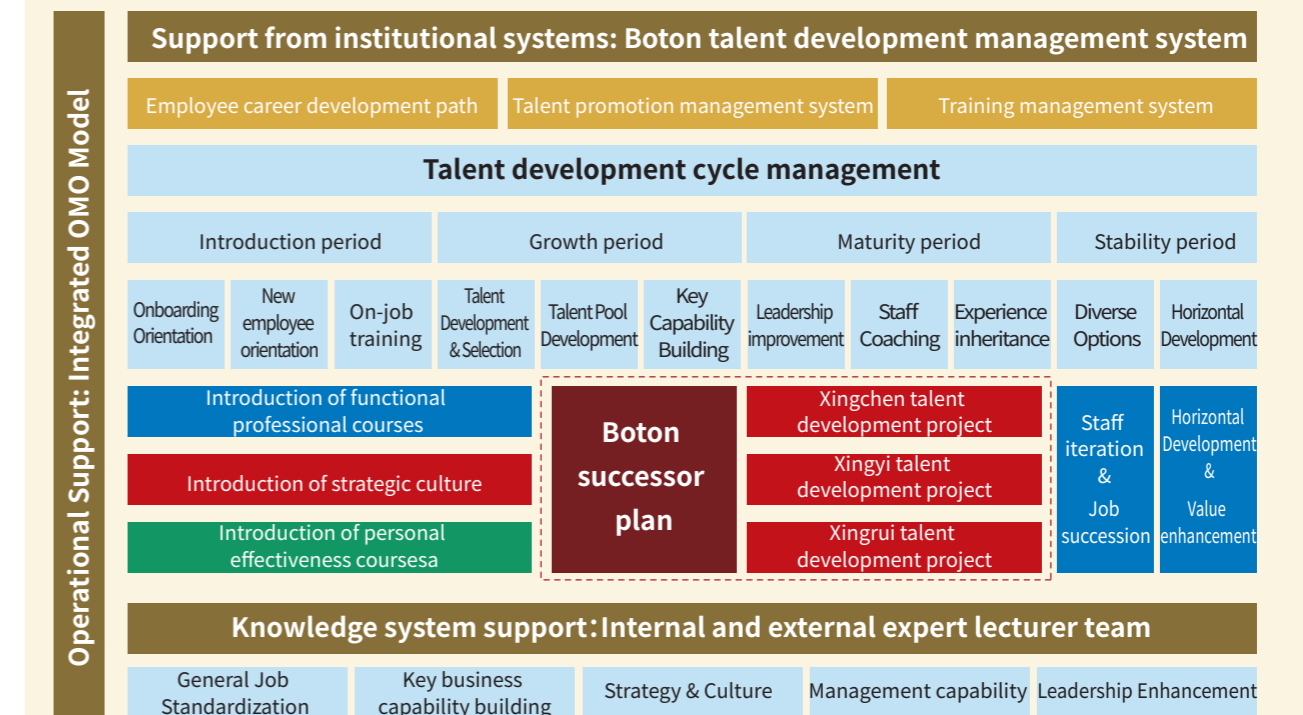 Operational Support: Integrated OMO Model
Support from institutional systems: Boton talent development management system
Employee career development path
Talent promotion management system
Training management system
Talent development cycle management
Introduction period
Growth period
Maturity period
Stability period
Onboarding
Orientation
New
employee
orientation
On-job
training
Talent
Development
& Selection
Talent Pool
Development
Key
Capability
Building
Leadership
improvement
Staff
Coaching
Experience
inheritance
Diverse
Options
Horizontal
Development
Introduction of functional
professional courses
Introduction of strategic culture
Introduction of personal
effectiveness coursesa
Boton
successor
plan
Xingchen talent
development project
Xingyi talent
development project
Xingrui talent
development project
Staff
iteration
&
Job
succession
Horizontal
Development
&
Value
enhancement
Knowledge system support：Internal and external expert lecturer team
General Job
Standardization
Key business
capability building
Strategy & Culture
Management capability
Leadership Enhancement